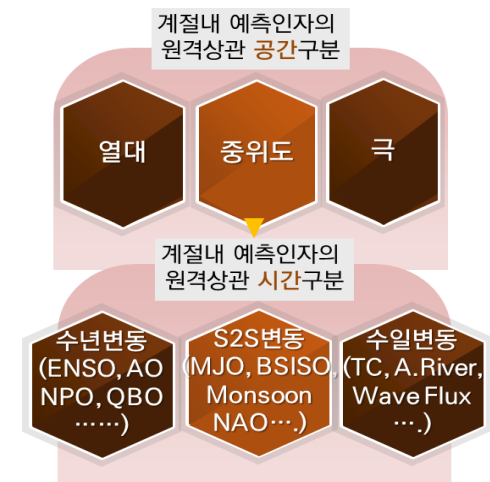 계절내 예측인자의
원격상관 공간구분
열대
중위도
극
계절내 예측인자의
원격상관 시간구분
수년변동
(ENSO, AO
NPO, QBO
……)
S2S변동
(MJO, BSISO,
Monsoon
NAO….)
수일변동
(TC, A.River,
Wave Flux
….)